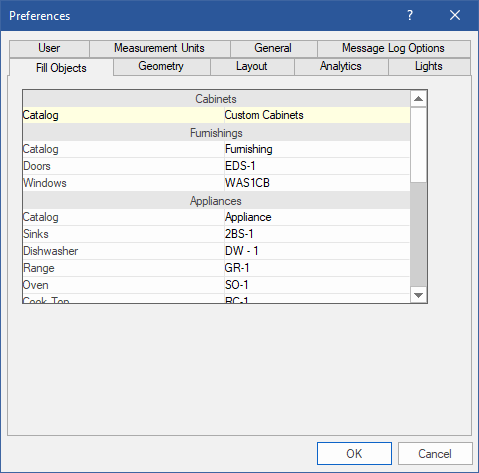 Preferences
User Measurement Units General Message Log Options
Fill Objects Geometry Layout Analytics Lights
Cabinets
Catalog Custom Cabinets
Furnishings
Catalog Furnishing
Doors EDS-1
Windows WAS1CB
Appliances
Catalog Appliance
Sinks 2BS-1
Dishwasher DW - 1
Range GR-1
Oven SO-1
Cook Top RC-1
OK Cancel